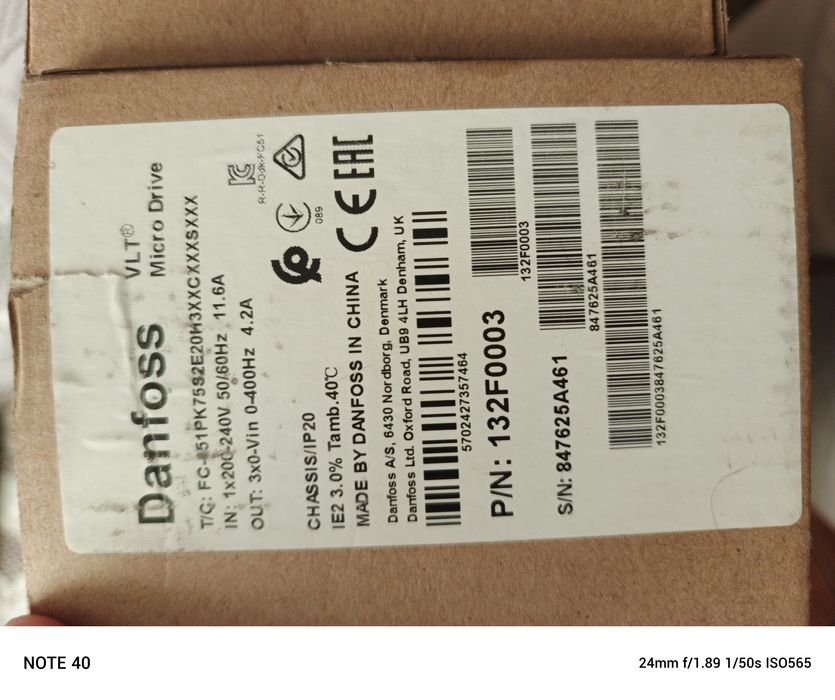 Danfoss
VLT®
Micro Drive
T/C: FC-051PK75S2E20H3XXCXXXSXXX
IN: 1x200-240V 50/60Hz 11.6A
OUT: 3x0-Vin 0-400Hz 4.2A
R-R-Ddk-FC51
089
CHASSIS/IP20
IE2 3.0% Tamb.40℃
MADE BY DANFOSS IN CHINA
CE EAC
Danfoss A/S, 6430 Nordborg, Denmark
Danfoss Ltd. Oxford Road, UB9 4LH Denham, UK
5702427357464
P/N: 132F0003
132F0003
S/N: 847625A461
847625A461
132F0003847625A461
NOTE 40
24mm f/1.89 1/50s ISO565